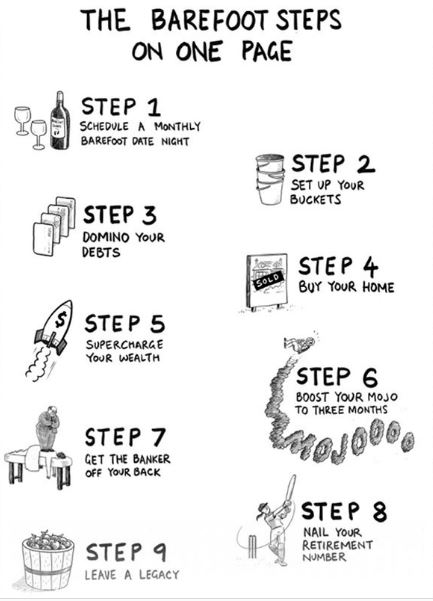 THE BAREFOOT STEPS
ON ONE PAGE
STEP 1
SCHEDULE A MONTHLY
BAREFOOT DATE NIGHT
STEP 2
SET UP YOUR
BUCKETS
STEP 3
DOMINO YOUR
DEBTS
SOLD
STEP 4
BUY YOUR HOME
$
STEP 5
SUPERCHARGE
YOUR WEALTH
STEP 6
BOOST YOUR MOJO
TO THREE MONTHS
MOJOOOO
STEP 7
GET THE BANKER
OFF YOUR BACK
STEP 8
NAIL YOUR
RETIREMENT
NUMBER
STEP 9
LEAVE A LEGACY